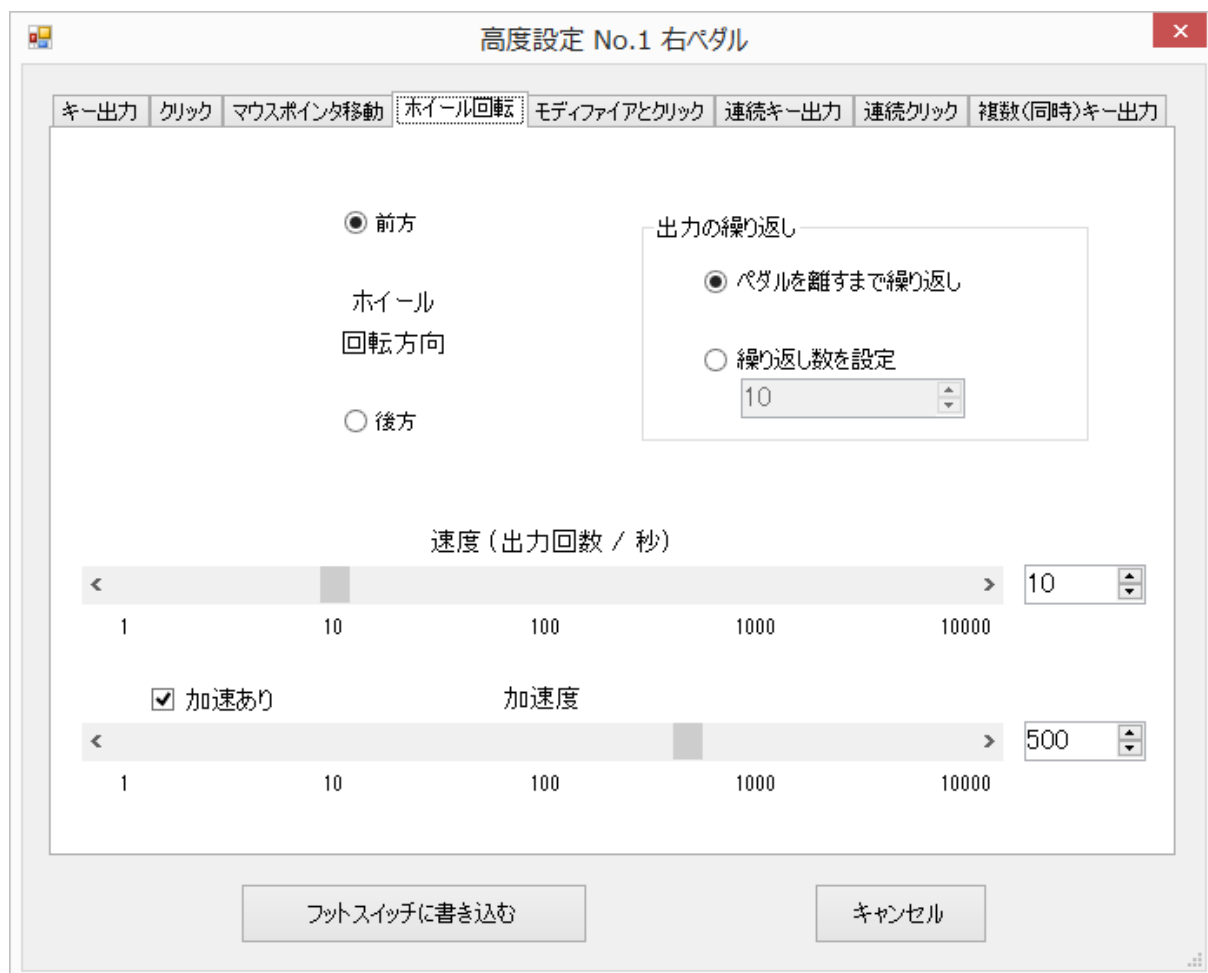 高度設定 No.1 右ペダル
×
キー出力 クリック マウスポインタ移動 ホイール回転 モディファイアとクリック 連続キー出力 連続クリック 複数(同時)キー出力
前方
ホイール
回転方向
後方
出力の繰り返し
ペダルを離すまで繰り返し
繰り返し数を設定
10
速度(出力回数 / 秒)
< > 10
1 10 100 1000 10000
加速あり 加速度
< > 500
1 10 100 1000 10000
フットスイッチに書き込む キャンセル